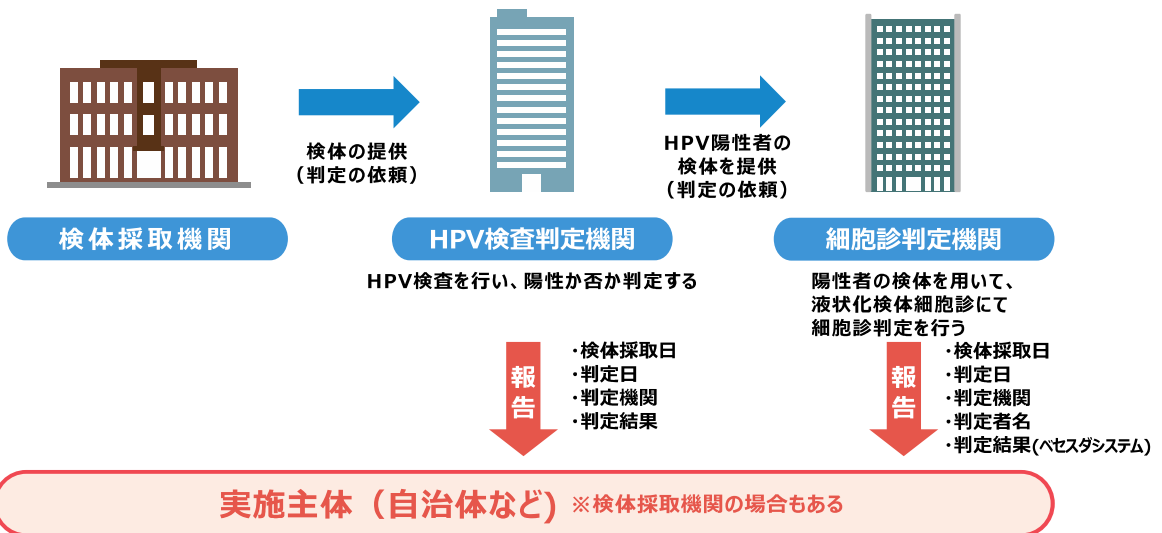 検体の提供
（判定の依頼）
HPV陽性者の
検体を提供
（判定の依頼）
検体採取機関
HPV検査判定機関
細胞診判定機関
HPV検査を行い、陽性か否か判定する
陽性者の検体を用いて、
液状化検体細胞診にて
細胞診判定を行う
報告
・検体採取日
・判定日
・判定機関
・判定結果
報告
・検体採取日
・判定日
・判定機関
・判定者名
・判定結果(ベセスダシステム)
実施主体（自治体など）※検体採取機関の場合もある